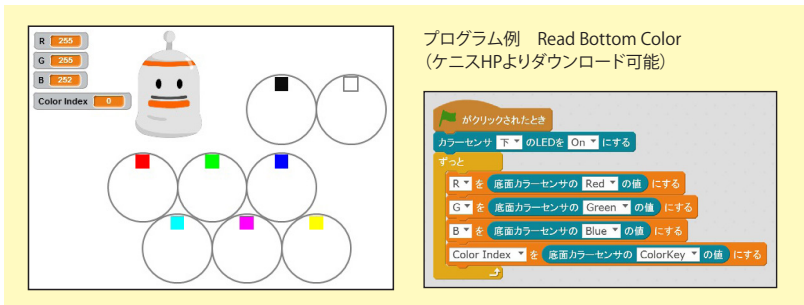 R 255
G 255
B 252
Color Index 0
プログラム例 Read Bottom Color
（ケニスHPよりダウンロード可能）
がクリックされたとき
カラーセンサ 下 のLEDを On にする
ずっと
R を 底面カラーセンサの Red の値 にする
G を 底面カラーセンサの Green の値 にする
B を 底面カラーセンサの Blue の値 にする
Color Index を 底面カラーセンサの ColorKey の値 にする